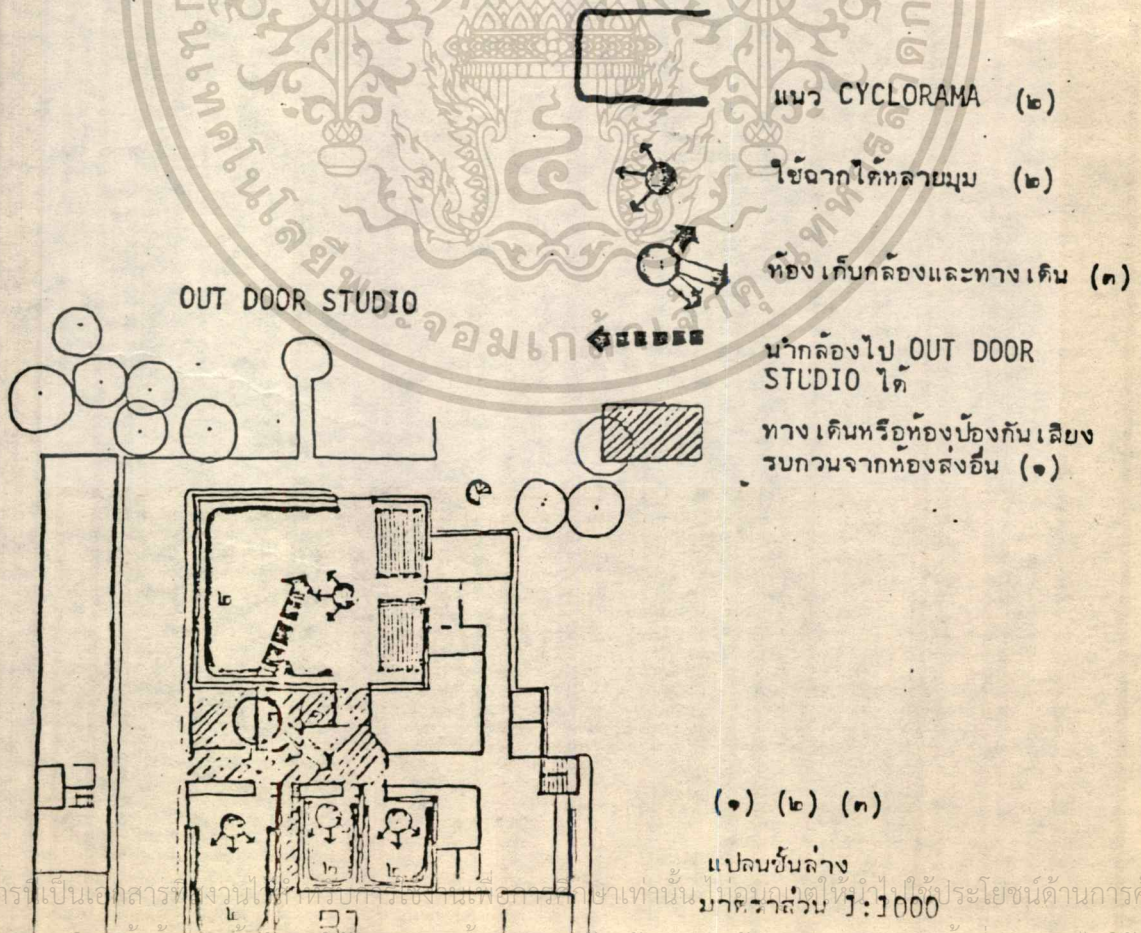 แนว CYCLORAMA (๒)
ใช้ฉากได้หลายมุม (๒)
ห้องเก็บกล้องและทางเดิน (๓)
OUT DOOR STUDIO
นำกล้องไป OUT DOOR
STUDIO ได้
ทางเดินหรือห้องป้องกันเสียง
รบกวนจากห้องส่งอื่น (๑)
(๑) (๒) (๓)
แปลนชั้นล่าง
มาตราส่วน 1:1000